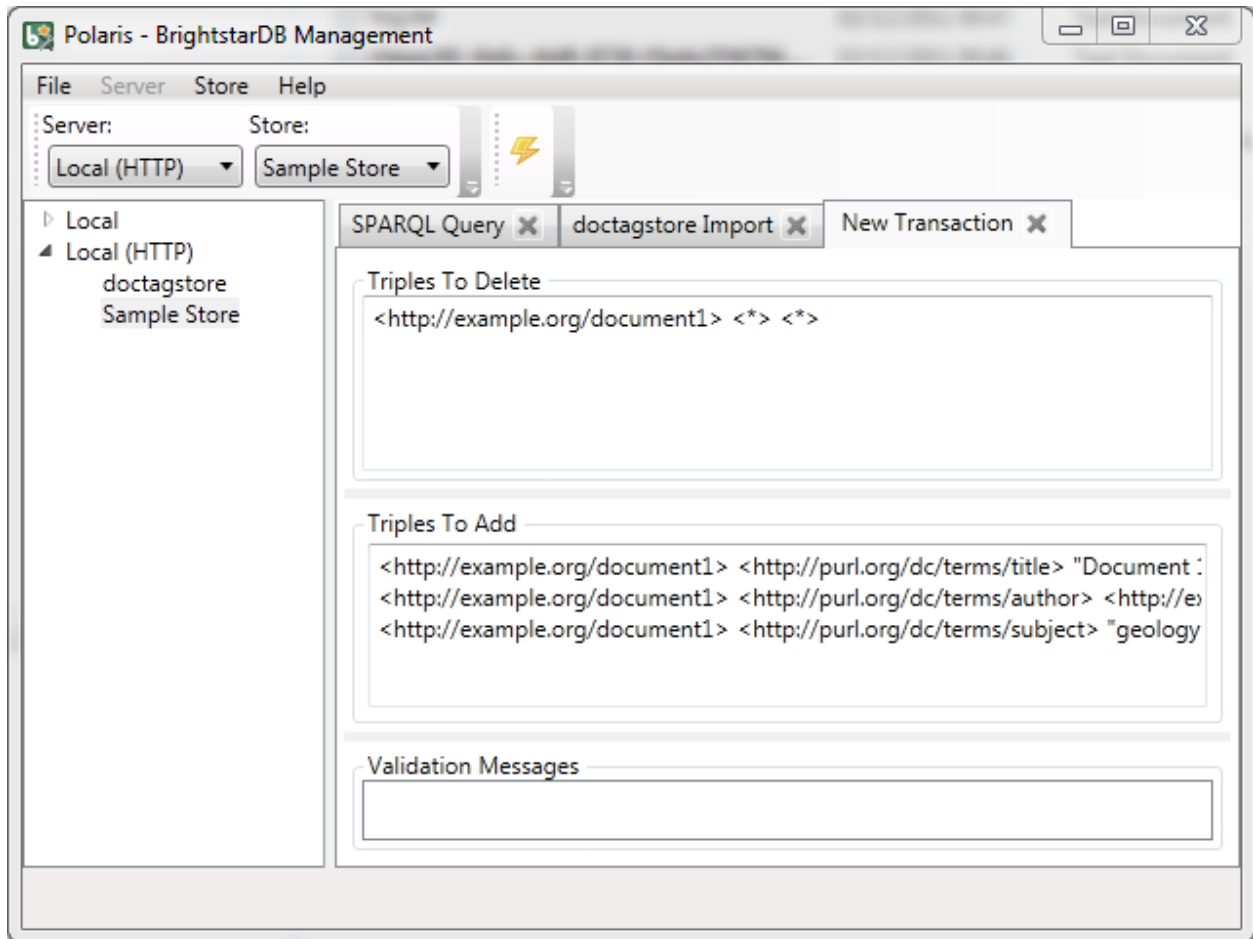 Polaris - BrightstarDB Management
File Server Store Help
Server: Store:
Local (HTTP) Sample Store
Local
Local (HTTP)
doctagstore
Sample Store
SPARQL Query doctagstore Import New Transaction
Triples To Delete
<http://example.org/document1> <*> <*>
Triples To Add
<http://example.org/document1> <http://purl.org/dc/terms/title> "Document
<http://example.org/document1> <http://purl.org/dc/terms/author> <http://e
<http://example.org/document1> <http://purl.org/dc/terms/subject> "geology
Validation Messages